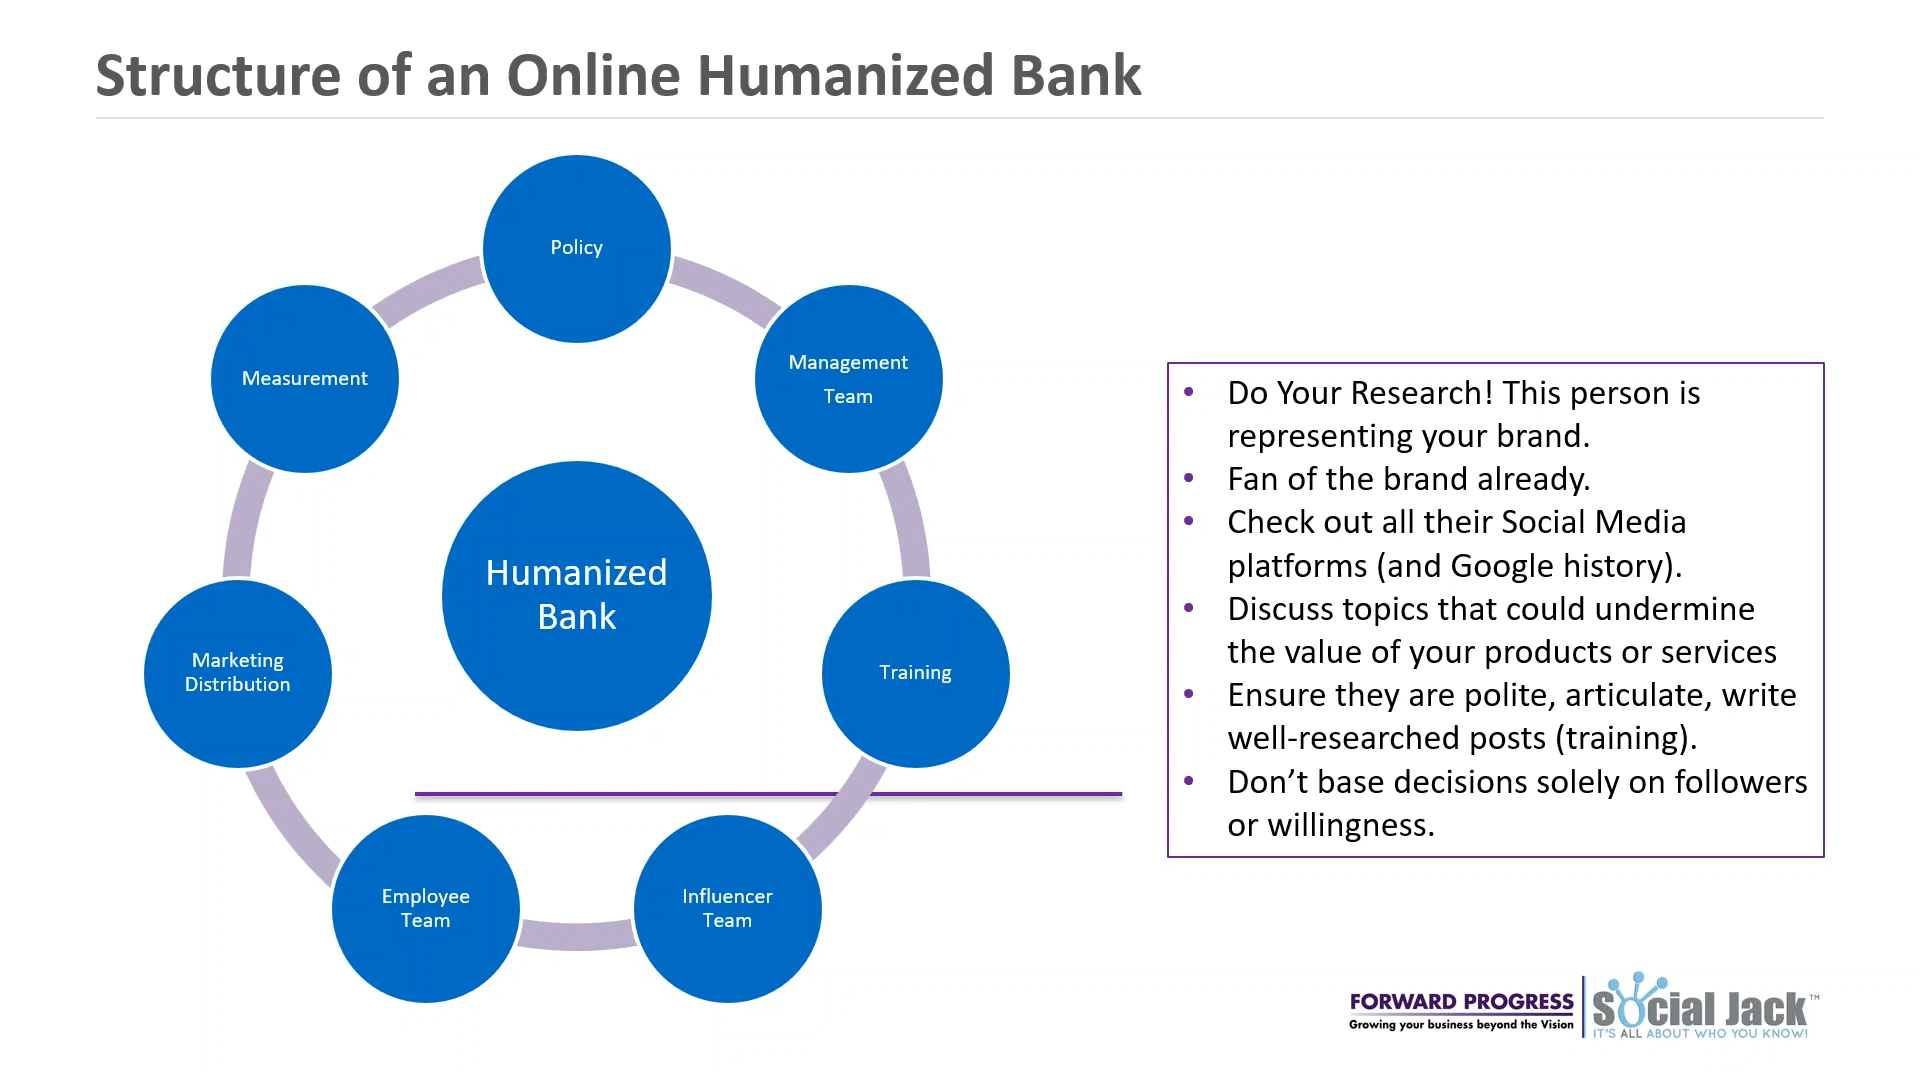 Structure of an Online Humanized Bank
Policy
Management
Team
Measurement
Humanized
Bank
Training
Marketing
Distribution
Employee
Team
Influencer
Team
• Do Your Research! This person is
representing your brand.
• Fan of the brand already.
• Check out all their Social Media
platforms (and Google history).
• Discuss topics that could undermine
the value of your products or services
• Ensure they are polite, articulate, write
well-researched posts (training).
• Don’t base decisions solely on followers
or willingness.
FORWARD PROGRESS
Growing your business beyond the Vision
Social Jack™
IT'S ALL ABOUT WHO YOU KNOW!